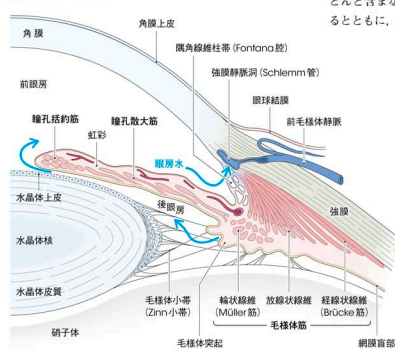 どんと含まな
るとともに,
角膜上皮
角膜
隅角線維柱帯(Fontana腔)
強膜静脈洞(Schlemm管)
前眼房
眼球結膜
前毛様体静脈
瞳孔括約筋
瞳孔散大筋
虹彩
眼房水
水晶体上皮
後眼房
強膜
水晶体核
水晶体皮質
毛様体小帯
(Zinn小帯)
輪状線維
(Müller筋)
放線状線維
経線状線維
(Brücke筋)
毛様体筋
硝子体
毛様体突起
網膜盲部